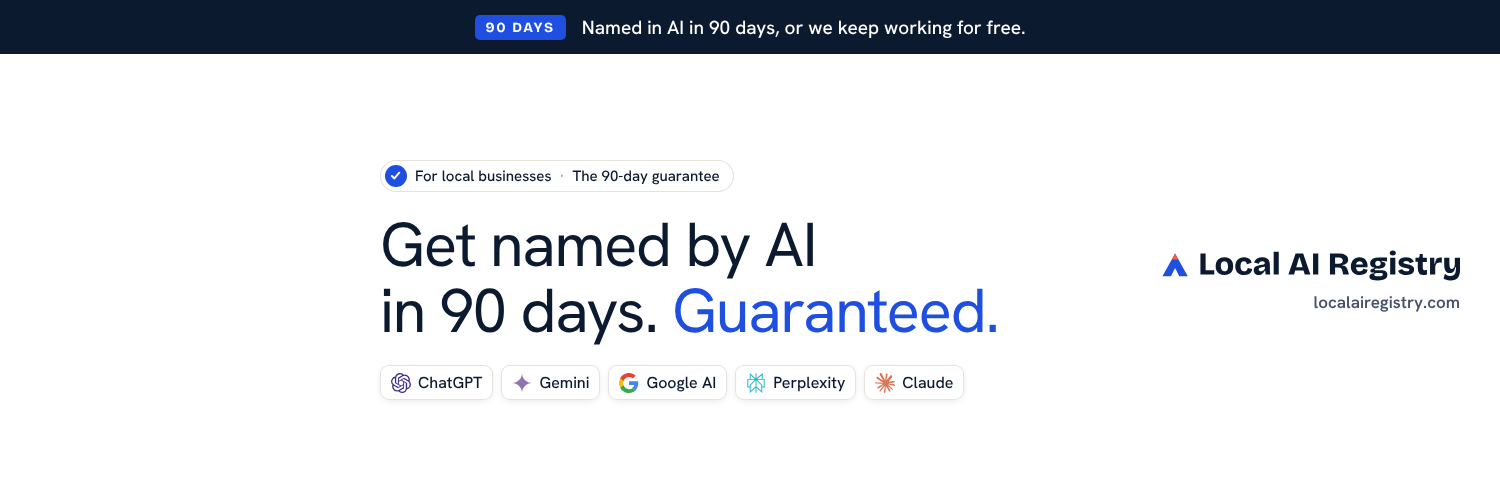 90 DAYS Named in AI in 90 days, or we keep working for free.
For local businesses · The 90-day guarantee
Get named by AI
in 90 days. Guaranteed.
Local AI Registry
localairegistry.com
ChatGPT Gemini Google AI Perplexity Claude